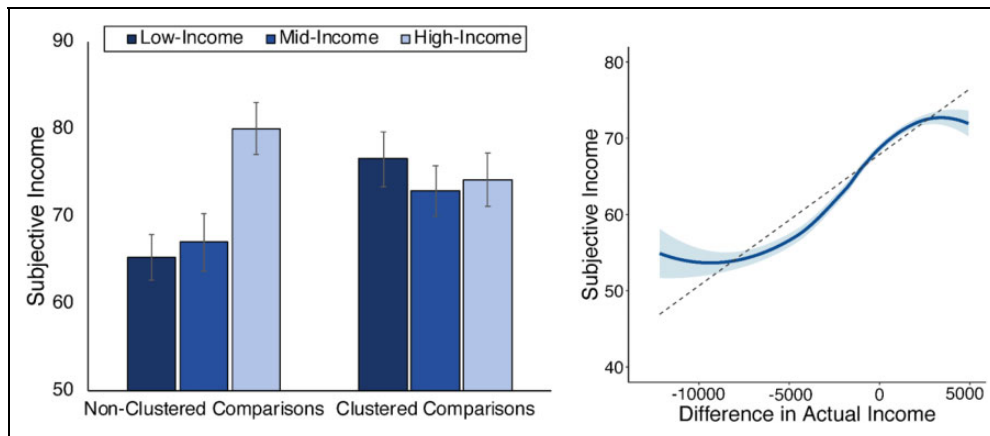 90
Low-Income Mid-Income High-Income
80
70
60
50
Subjective Income
Non-Clustered Comparisons Clustered Comparisons
80
70
60
50
40
Subjective Income
-10000 -5000 0 5000
Difference in Actual Income